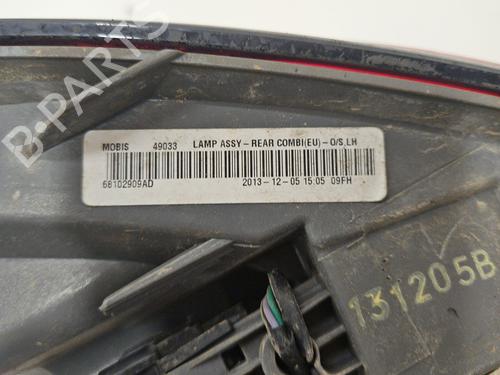 B-PARTS
MOBIS 49033 LAMP ASSY - REAR COMBI(EU) - O/S,LH
68102909AD 2013-12-05 15:05 09FH
131205B